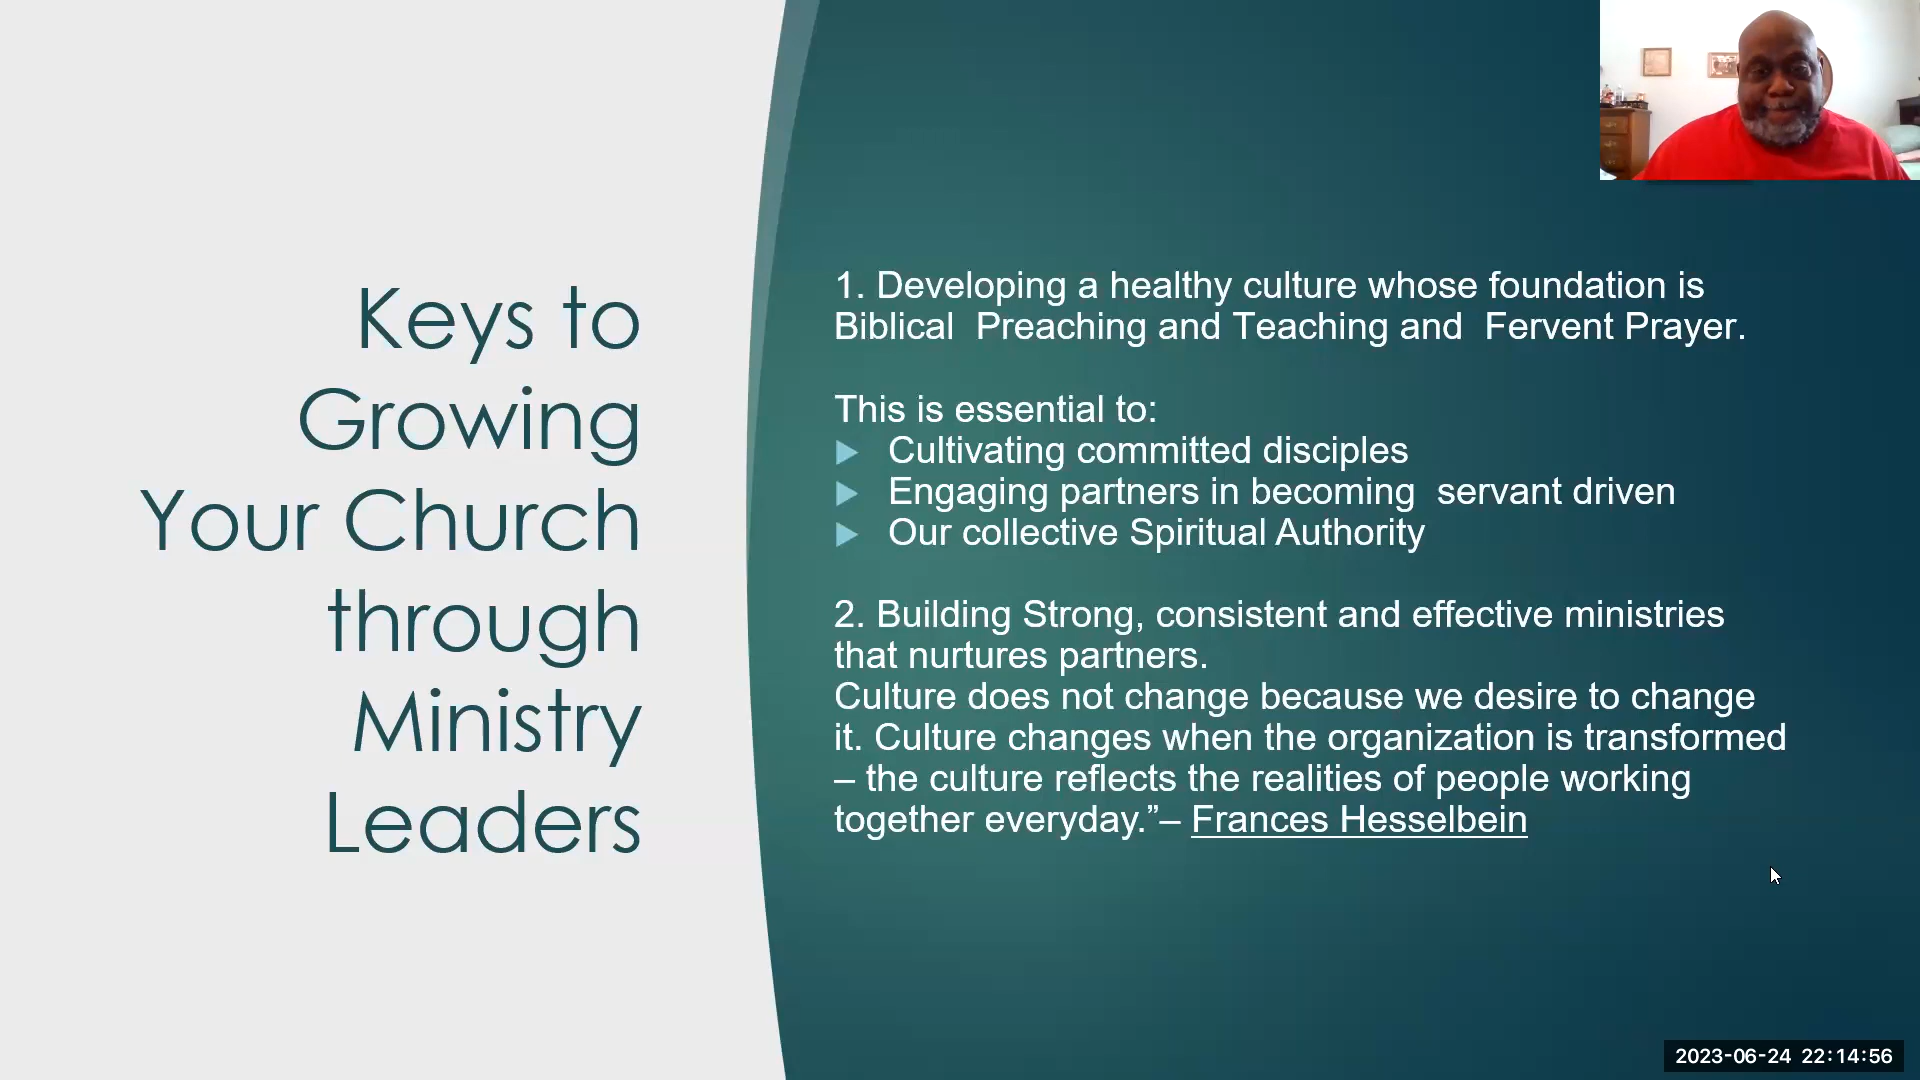 Keys to
Growing
Your Church
through
Ministry
Leaders
1. Developing a healthy culture whose foundation is
Biblical  Preaching and Teaching and  Fervent Prayer.
This is essential to:
Cultivating committed disciples
Engaging partners in becoming  servant driven
Our collective Spiritual Authority
2. Building Strong, consistent and effective ministries
that nurtures partners.
Culture does not change because we desire to change
it. Culture changes when the organization is transformed
– the culture reflects the realities of people working
together everyday.”– Frances Hesselbein
2023-06-24 22:14:56